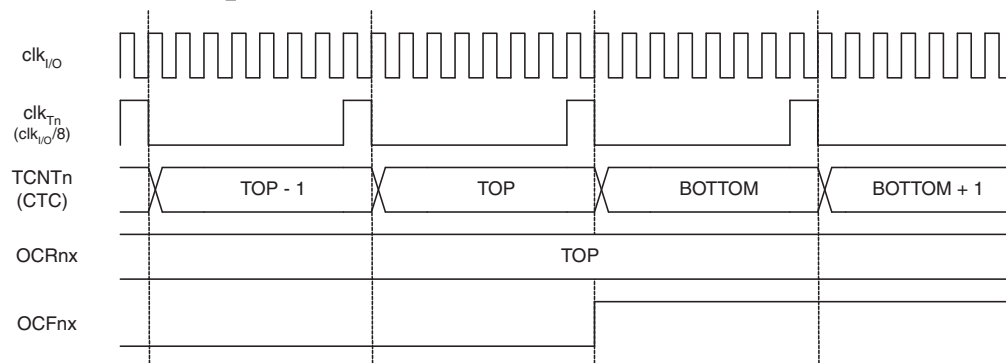 clkI/O
clkTn
(clkI/O/8)
TCNTn
(CTC)
TOP - 1
TOP
BOTTOM
BOTTOM + 1
OCRnx
TOP
OCFnx